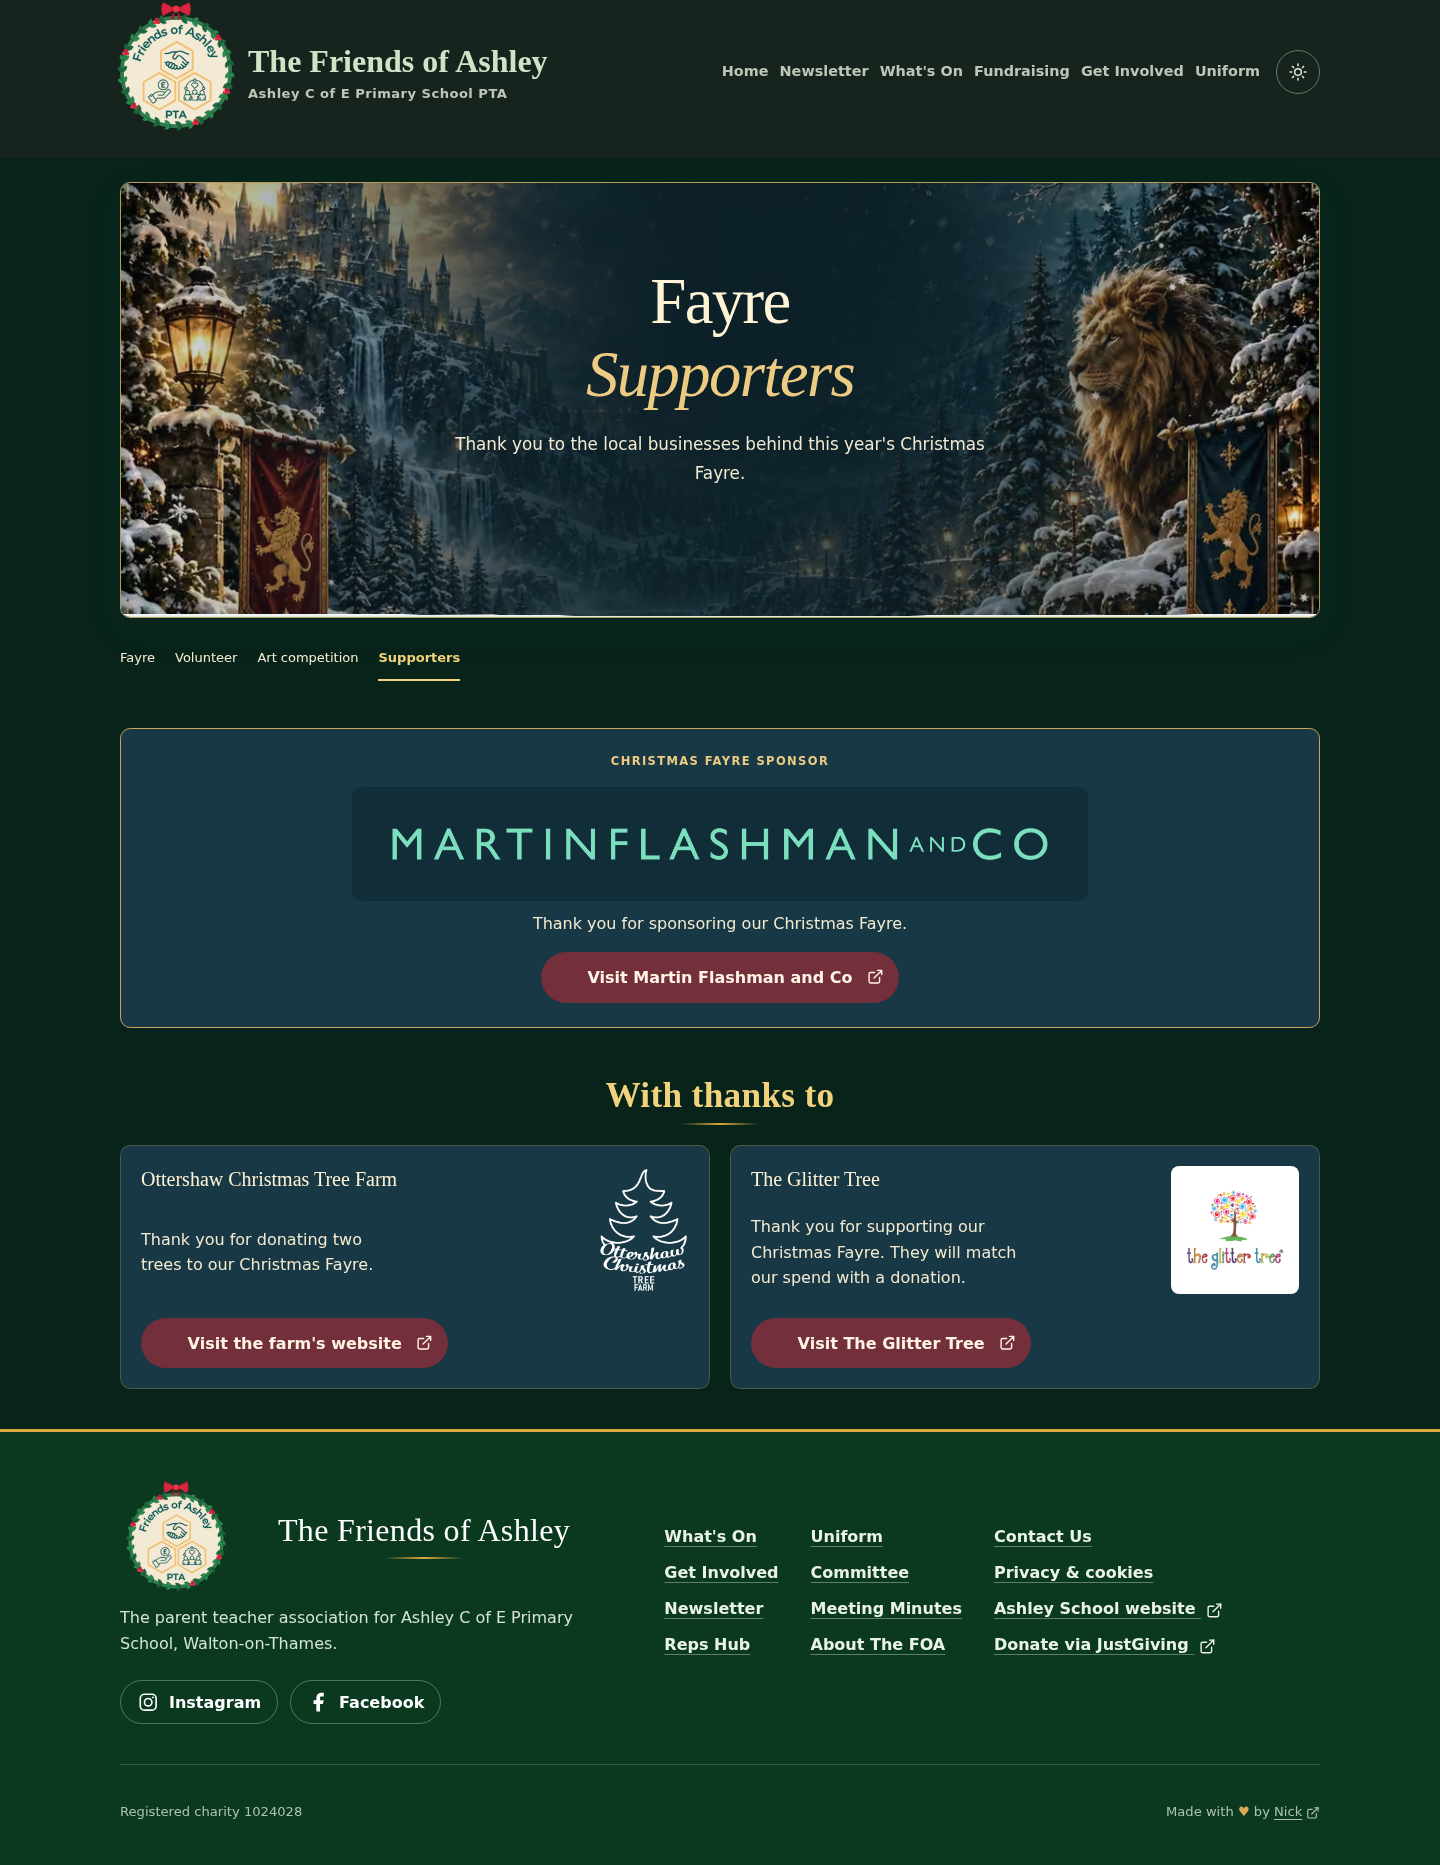 Friends of Ashley
PTA
The Friends of Ashley
Ashley C of E Primary School PTA
Home Newsletter What's On Fundraising Get Involved Uniform
Fayre
Supporters
Thank you to the local businesses behind this year's Christmas
Fayre.
Fayre Volunteer Art competition Supporters
CHRISTMAS FAYRE SPONSOR
MARTINFLASHMANANDCO
Thank you for sponsoring our Christmas Fayre.
Visit Martin Flashman and Co
With thanks to
Ottershaw Christmas Tree Farm
Thank you for donating two
trees to our Christmas Fayre.
Ottershaw
Christmas
TREE
FARM
Visit the farm's website
The Glitter Tree
Thank you for supporting our
Christmas Fayre. They will match
our spend with a donation.
the glitter tree
Visit The Glitter Tree
Friends of Ashley
PTA
The Friends of Ashley
The parent teacher association for Ashley C of E Primary
School, Walton-on-Thames.
Instagram Facebook
What's On
Get Involved
Newsletter
Reps Hub
Uniform
Committee
Meeting Minutes
About The FOA
Contact Us
Privacy & cookies
Ashley School website
Donate via JustGiving
Registered charity 1024028
Made with ♥ by Nick